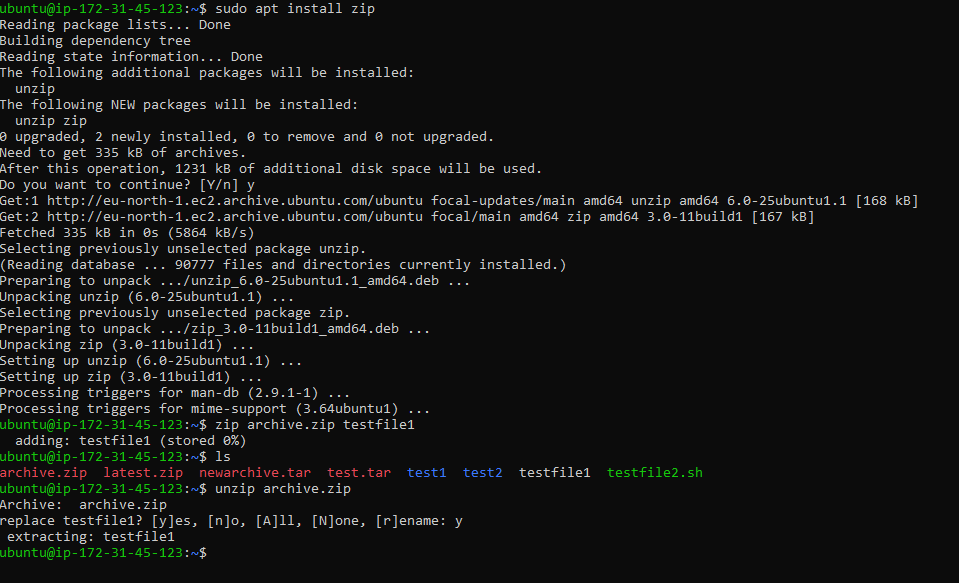 ubuntu@ip-172-31-45-123:~$ sudo apt install zip
Reading package lists... Done
Building dependency tree
Reading state information... Done
The following additional packages will be installed:
  unzip
The following NEW packages will be installed:
  unzip zip
0 upgraded, 2 newly installed, 0 to remove and 0 not upgraded.
Need to get 335 kB of archives.
After this operation, 1231 kB of additional disk space will be used.
Do you want to continue? [Y/n] y
Get:1 http://eu-north-1.ec2.archive.ubuntu.com/ubuntu focal-updates/main amd64 unzip amd64 6.0-25ubuntu1.1 [168 kB]
Get:2 http://eu-north-1.ec2.archive.ubuntu.com/ubuntu focal/main amd64 zip amd64 3.0-11build1 [167 kB]
Fetched 335 kB in 0s (5864 kB/s)
Selecting previously unselected package unzip.
(Reading database ... 90777 files and directories currently installed.)
Preparing to unpack .../unzip_6.0-25ubuntu1.1_amd64.deb ...
Unpacking unzip (6.0-25ubuntu1.1) ...
Selecting previously unselected package zip.
Preparing to unpack .../zip_3.0-11build1_amd64.deb ...
Unpacking zip (3.0-11build1) ...
Setting up unzip (6.0-25ubuntu1.1) ...
Setting up zip (3.0-11build1) ...
Processing triggers for man-db (2.9.1-1) ...
Processing triggers for mime-support (3.64ubuntu1) ...
ubuntu@ip-172-31-45-123:~$ zip archive.zip testfile1
  adding: testfile1 (stored 0%)
ubuntu@ip-172-31-45-123:~$ ls
archive.zip  latest.zip  newarchive.tar  test.tar  test1  test2  testfile1  testfile2.sh
ubuntu@ip-172-31-45-123:~$ unzip archive.zip
Archive:  archive.zip
replace testfile1? [y]es, [n]o, [A]ll, [N]one, [r]ename: y
 extracting: testfile1
ubuntu@ip-172-31-45-123:~$